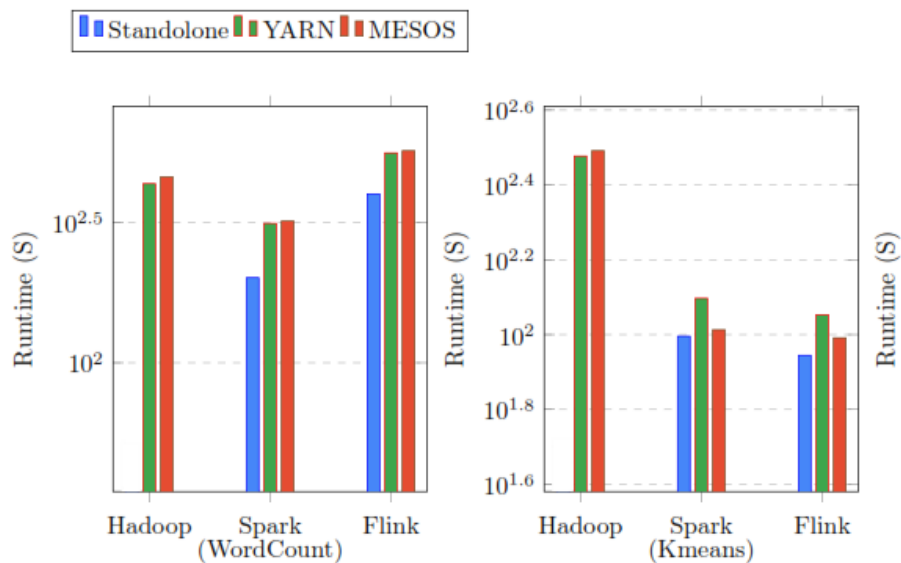 Standolone YARN MESOS
Runtime (S)
10^2.5
10^2
Hadoop Spark Flink
(WordCount)
Runtime (S)
10^2.6
10^2.4
10^2.2
10^2
10^1.8
10^1.6
Hadoop Spark Flink
(Kmeans)
Runtime (S)